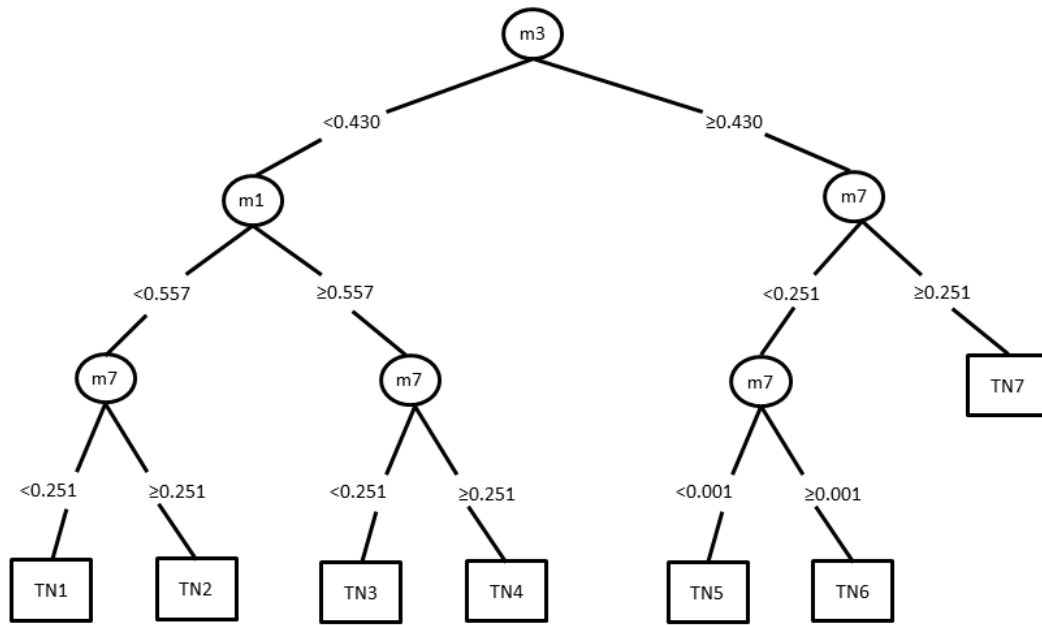 m3
<0.430
≥0.430
m1
m7
<0.557
≥0.557
<0.251
≥0.251
m7
m7
m7
TN7
<0.251
≥0.251
<0.251
≥0.251
<0.001
≥0.001
TN1
TN2
TN3
TN4
TN5
TN6